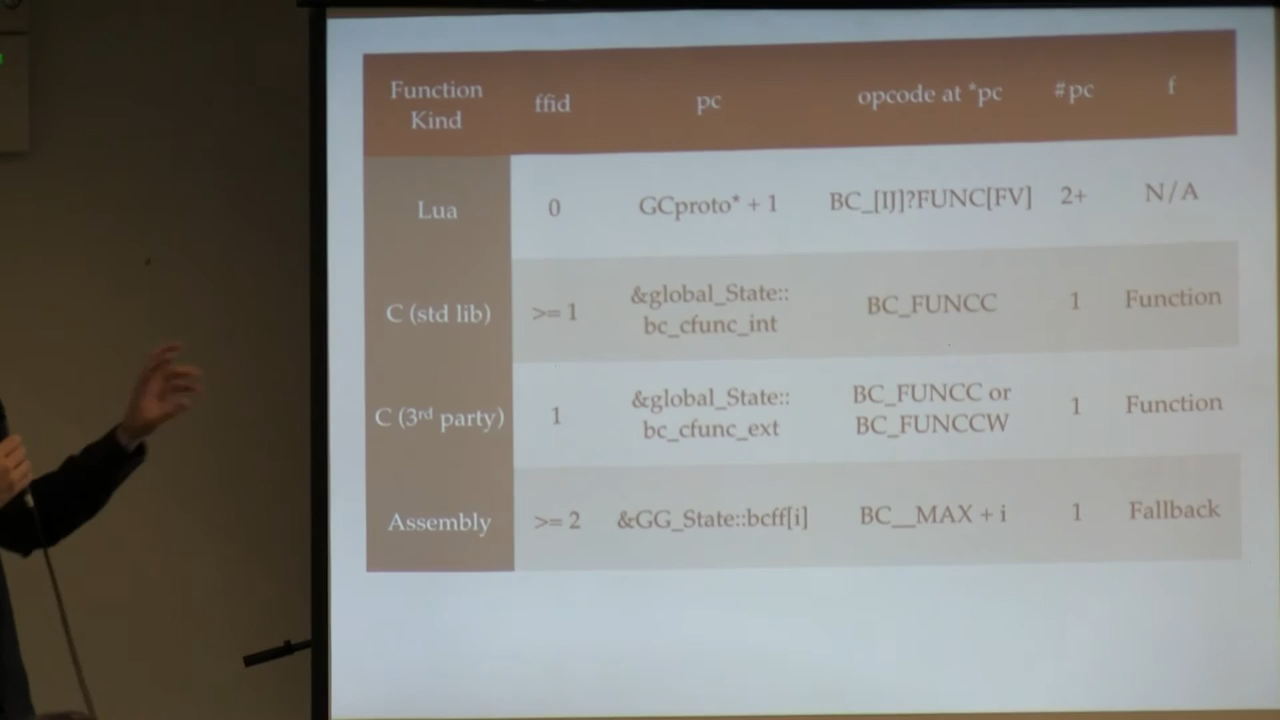 Function Kind ffid pc opcode at *pc #pc f
Lua 0 GCproto* + 1 BC_[IJ]?FUNC[FV] 2+ N/A
C (std lib) >= 1 &global_State:: bc_cfunc_int BC_FUNCC 1 Function
C (3rd party) 1 &global_State:: bc_cfunc_ext BC_FUNCC or BC_FUNCCW 1 Function
Assembly >= 2 &GG_State::bcff[i] BC__MAX + i 1 Fallback